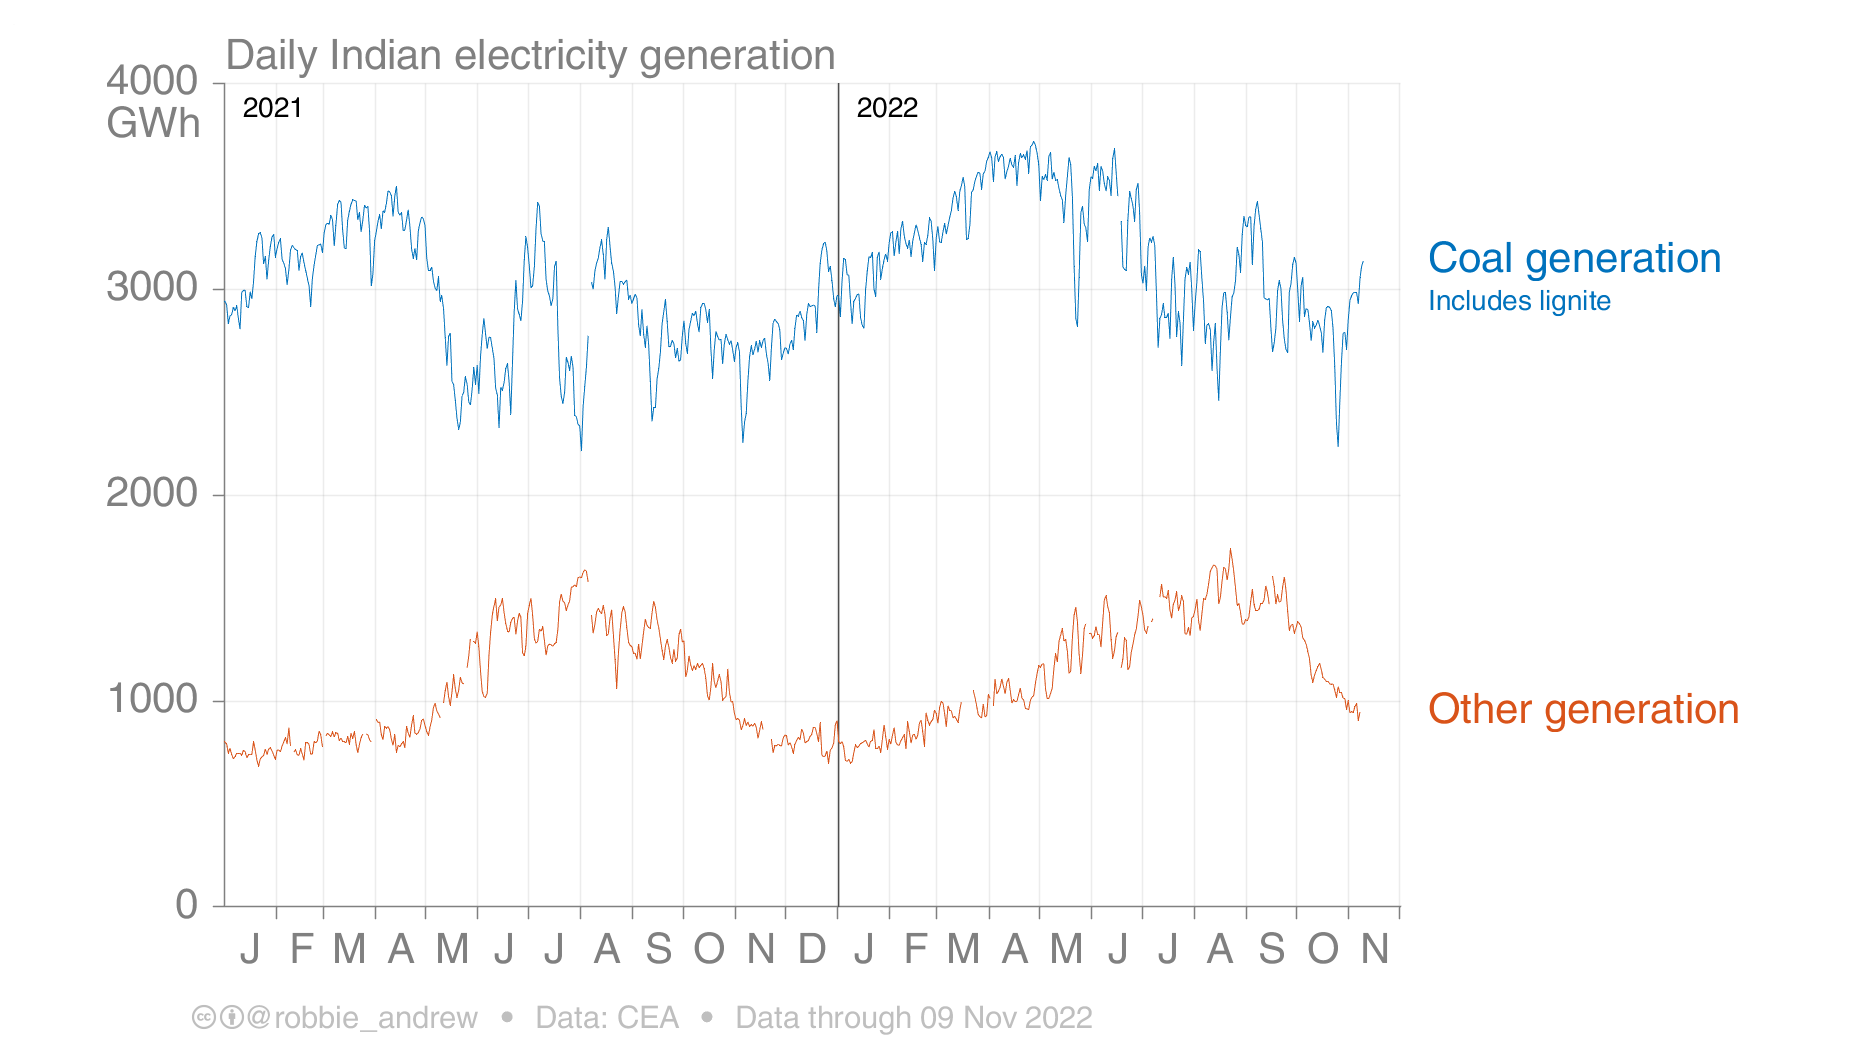 Daily Indian electricity generation
4000
GWh
2021
2022
3000
2000
1000
0
Coal generation
Includes lignite
Other generation
J F M A M J J A S O N D J F M A M J J A S O N
cc @robbie_andrew • Data: CEA • Data through 09 Nov 2022